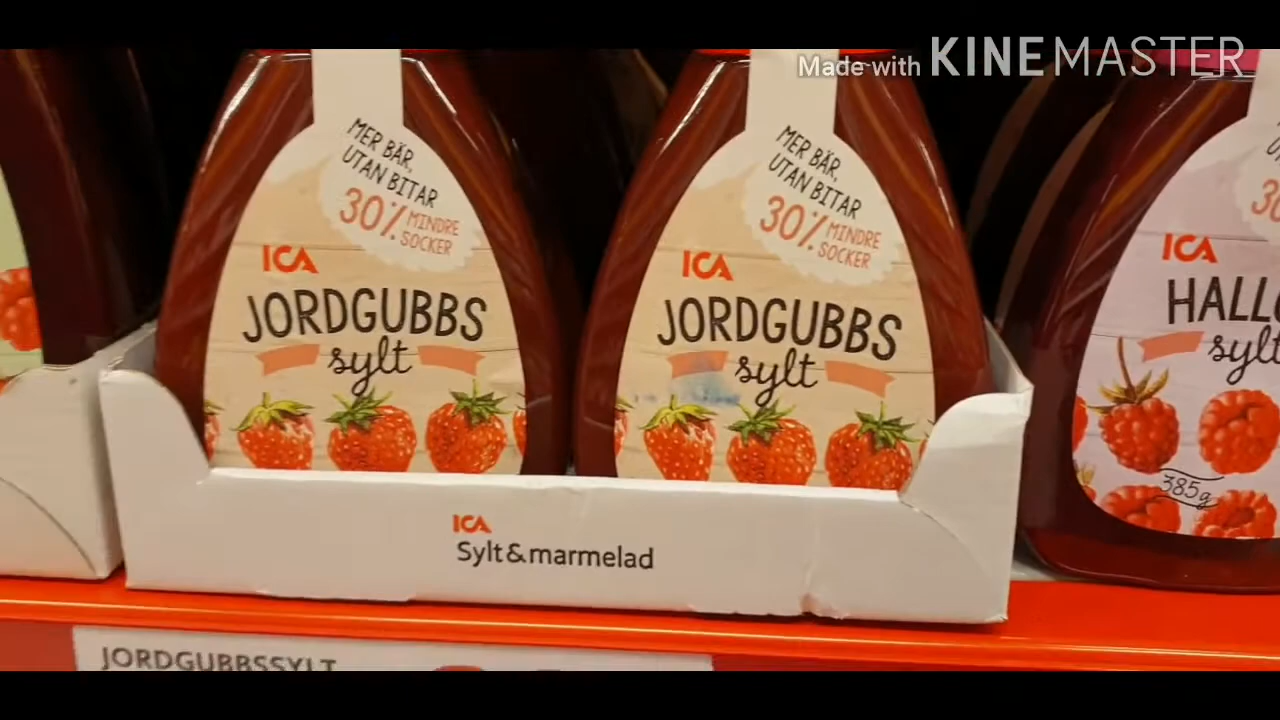 Made with KINEMASTER
MER BÄR,
UTAN BITAR
30% MINDRE
SOCKER
ICA
JORDGUBBS
sylt
MER BÄR,
UTAN BITAR
30% MINDRE
SOCKER
ICA
JORDGUBBS
sylt
ICA
sylt
385g
ICA
Sylt&marmelad
JORDGUBBSSYLT